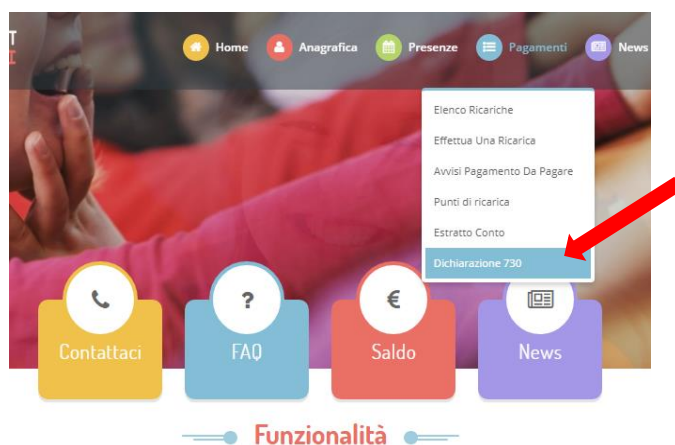 Home Anagrafica Presenze Pagamenti News
Elenco Ricariche
Effettua Una Ricarica
Avvisi Pagamento Da Pagare
Punti di ricarica
Estratto Conto
Dichiarazione 730
?
€
Contattaci FAQ Saldo News
Funzionalità